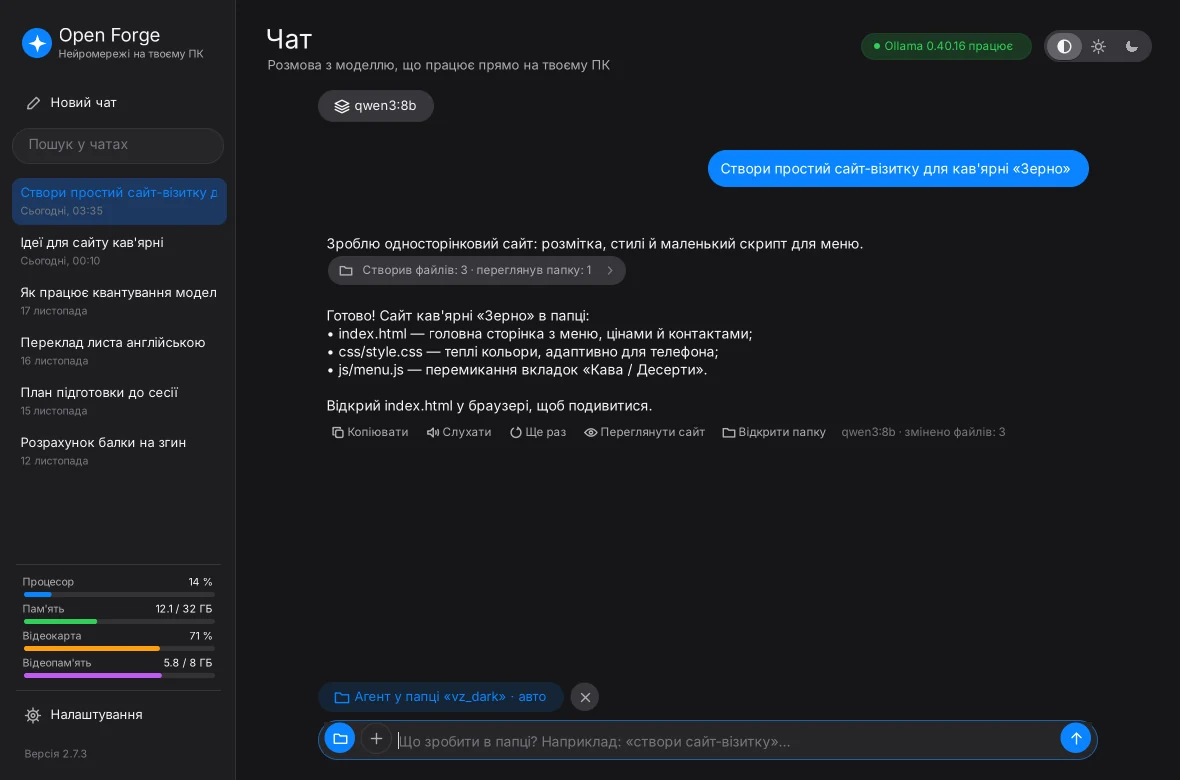 Open Forge
Нейромережі на твоєму ПК
Новий чат
Пошук у чатах
Створи простий сайт-візитку д
Сьогодні, 03:35
Ідеї для сайту кав'ярні
Сьогодні, 00:10
Як працює квантування модел
17 листопада
Переклад листа англійською
16 листопада
План підготовки до сесії
15 листопада
Розрахунок балки на згин
12 листопада
Процесор 14 %
Пам'ять 12.1 / 32 ГБ
Відеокарта 71 %
Відеопам'ять 5.8 / 8 ГБ
Налаштування
Версія 2.7.3
Чат
Розмова з моделлю, що працює прямо на твоєму ПК
Ollama 0.40.16 працює
qwen3:8b
Створи простий сайт-візитку для кав'ярні «Зерно»
Зроблю односторінковий сайт: розмітка, стилі й маленький скрипт для меню.
Створив файлів: 3 · переглянув папку: 1
Готово! Сайт кав'ярні «Зерно» в папці:
• index.html — головна сторінка з меню, цінами й контактами;
• css/style.css — теплі кольори, адаптивно для телефона;
• js/menu.js — перемикання вкладок «Кава / Десерти».
Відкрий index.html у браузері, щоб подивитися.
Копіювати Слухати Ще раз Переглянути сайт Відкрити папку qwen3:8b · змінено файлів: 3
Агент у папці «vz_dark» · авто
Що зробити в папці? Наприклад: «створи сайт-візитку»...